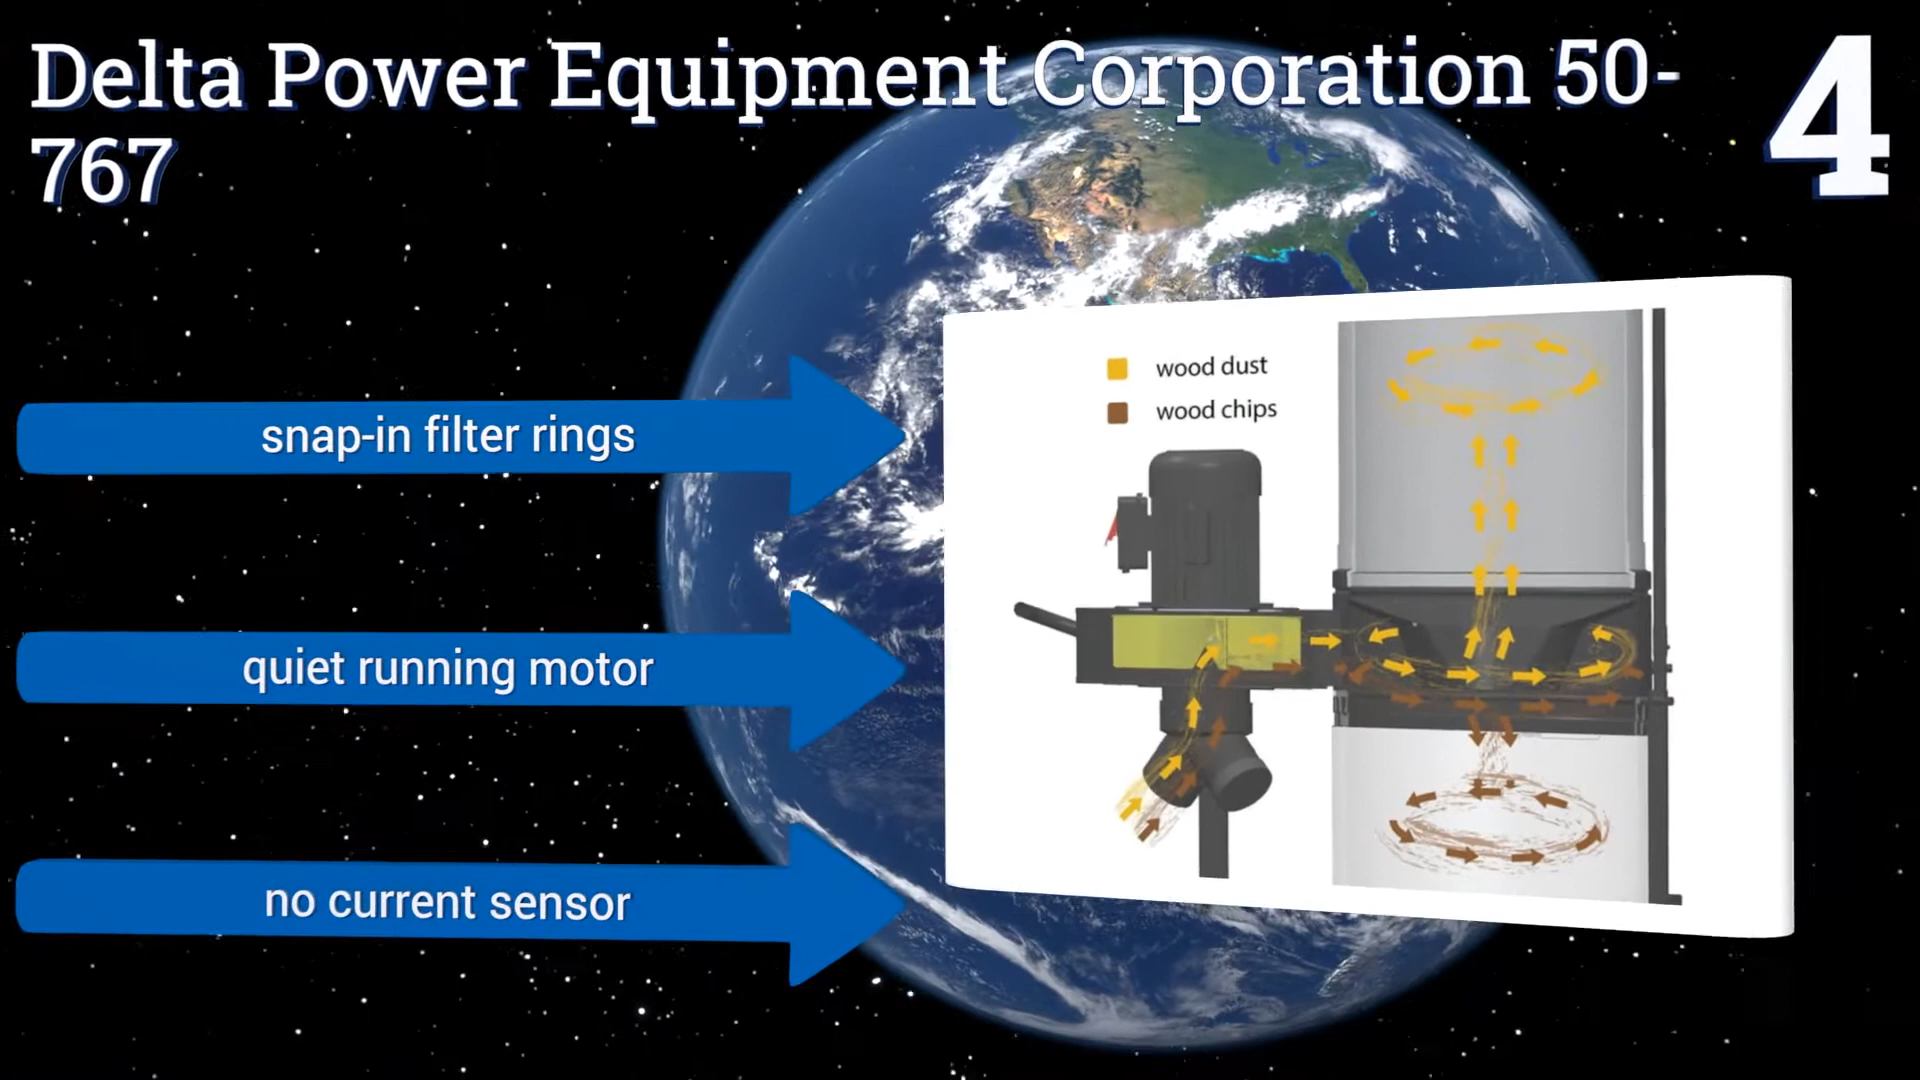 Delta Power Equipment Corporation 50-
767
4
snap-in filter rings
quiet running motor
no current sensor
wood dust
wood chips